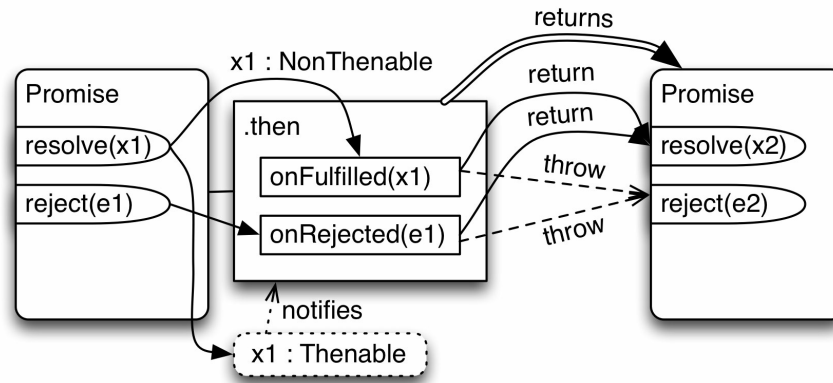 returns
x1 : NonThenable
return
Promise
.then
return
Promise
resolve(x1)
onFulfilled(x1)
throw
resolve(x2)
reject(e1)
onRejected(e1)
throw
reject(e2)
notifies
x1 : Thenable